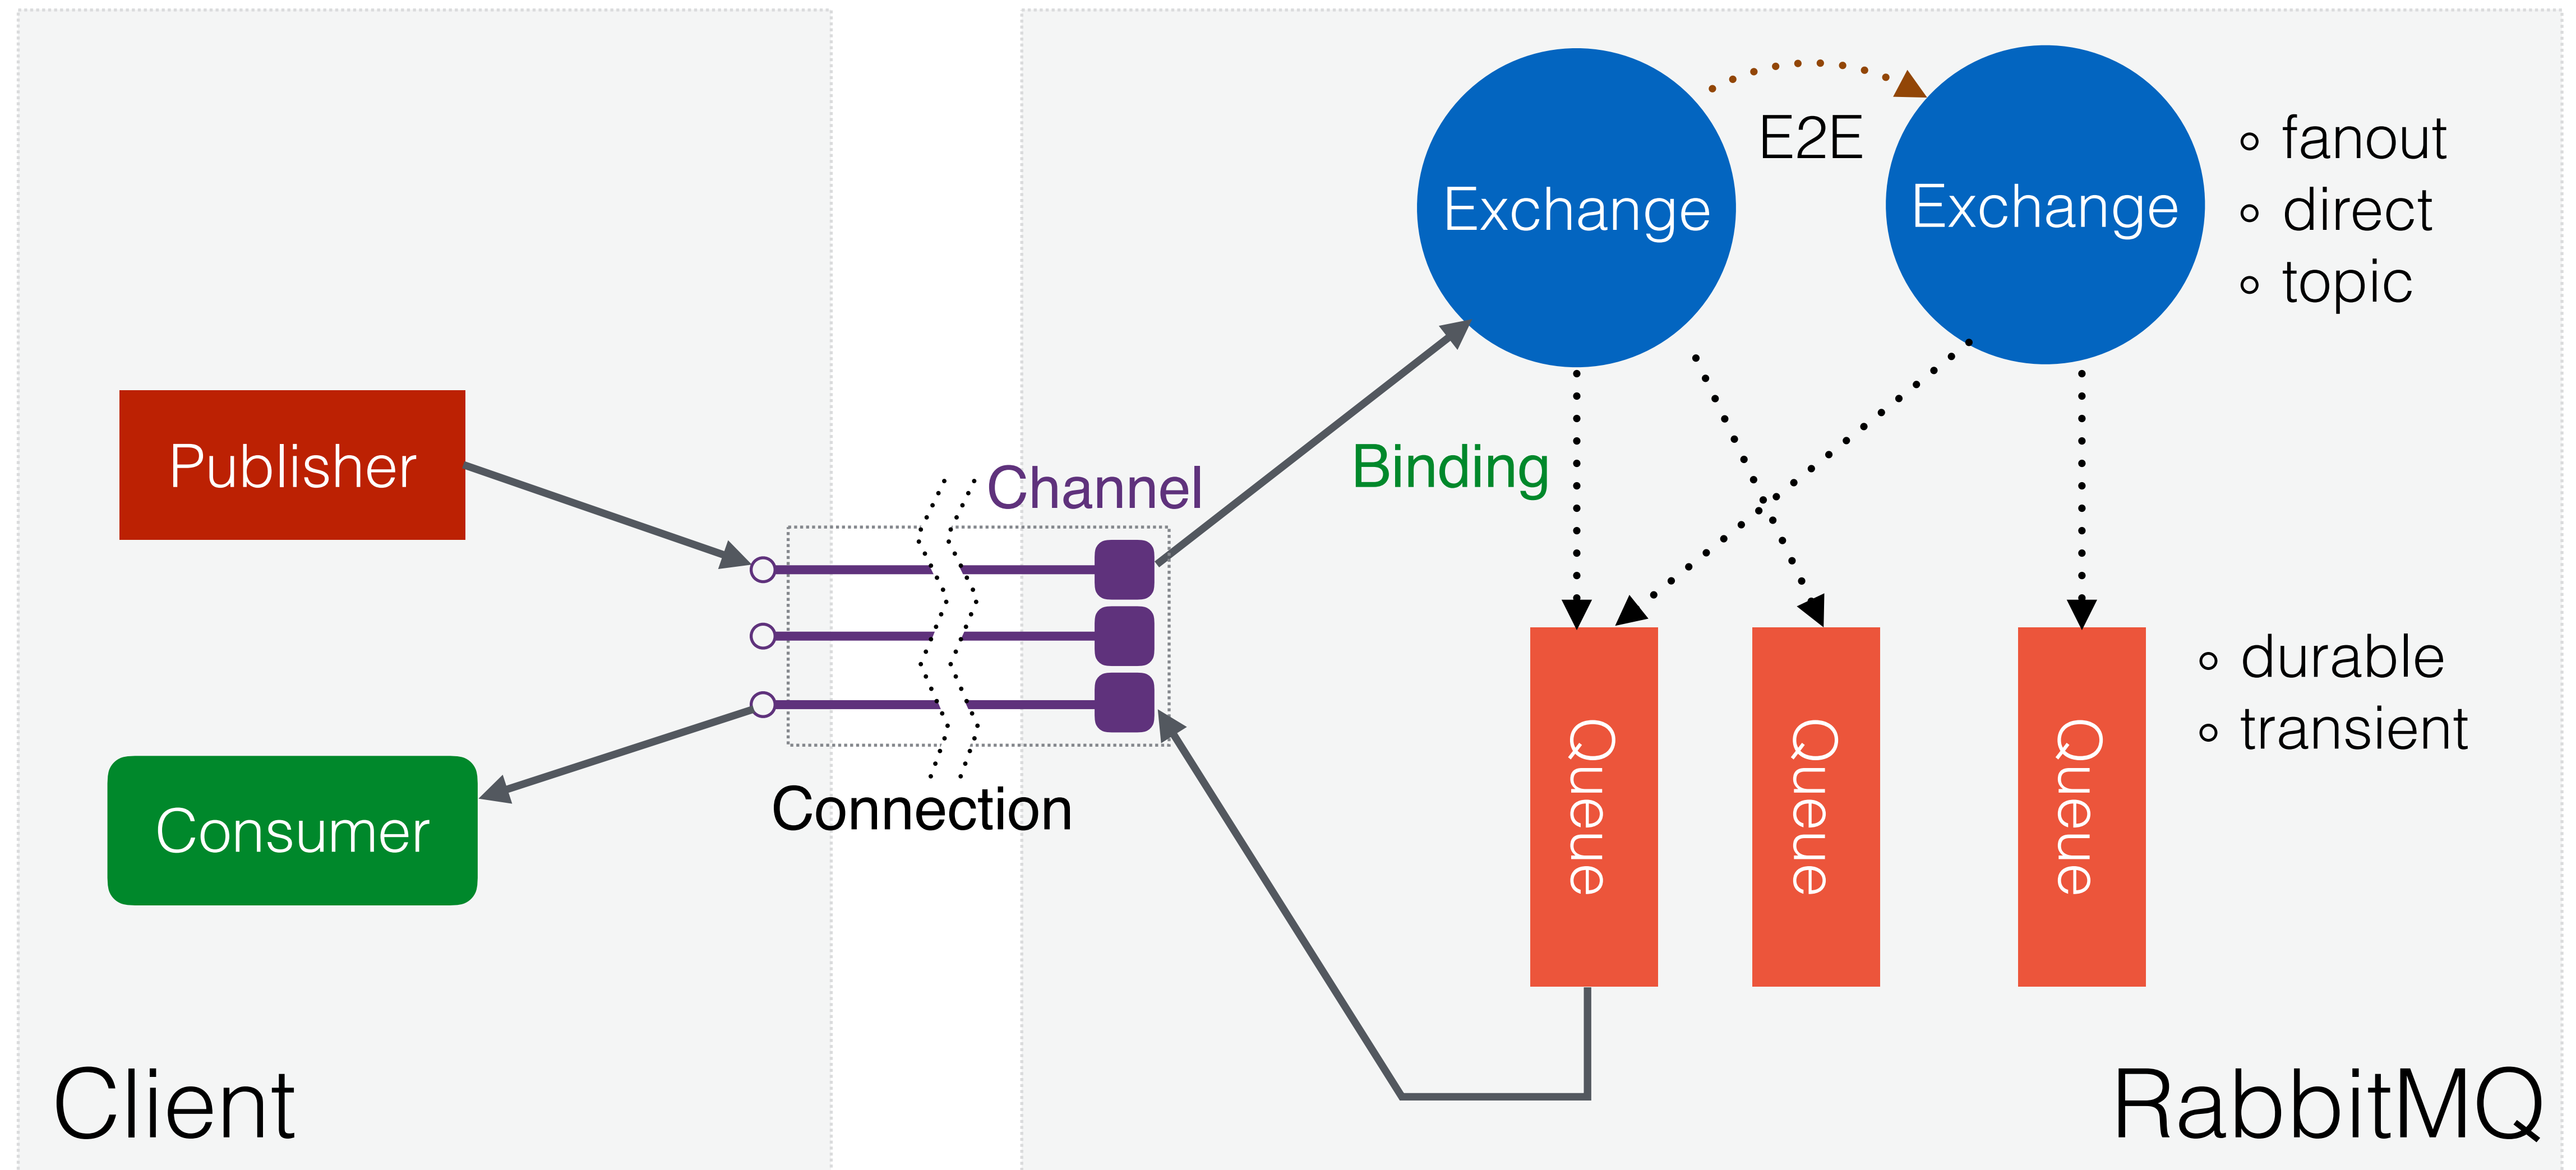 E2E
Exchange
Exchange
fanout
direct
topic
Publisher
Channel
Binding
Consumer
Connection
Queue
Queue
Queue
durable
transient
Client
RabbitMQ